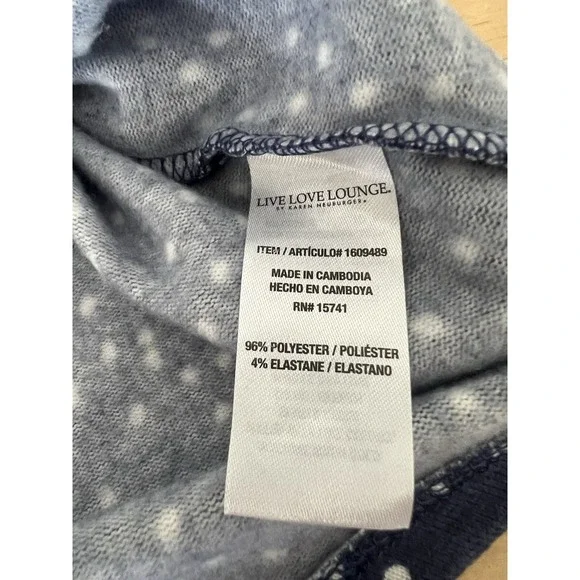 LIVE LOVE LOUNGE®
BY KAREN NEUBURGER®
ITEM / ARTÍCULO# 1609489
MADE IN CAMBODIA
HECHO EN CAMBOYA
RN# 15741
96% POLYESTER / POLIÉSTER
4% ELASTANE / ELASTANO